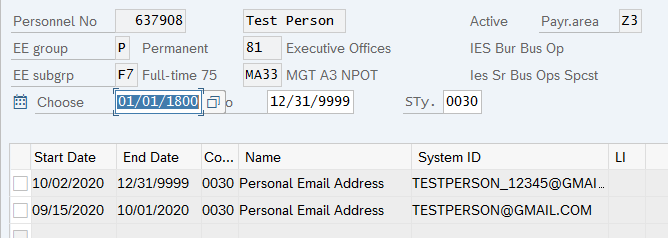 Personnel No 637908 Test Person Active Payr.area Z3
EE group P Permanent 81 Executive Offices IES Bur Bus Op
EE subgrp F7 Full-time 75 MA33 MGT A3 NPOT Ies Sr Bus Ops Spcst
Choose 01/01/1800 o 12/31/9999 STy. 0030
Start Date End Date Co... Name System ID LI
10/02/2020 12/31/9999 0030 Personal Email Address TESTPERSON_12345@GMAI...
09/15/2020 10/01/2020 0030 Personal Email Address TESTPERSON@GMAIL.COM